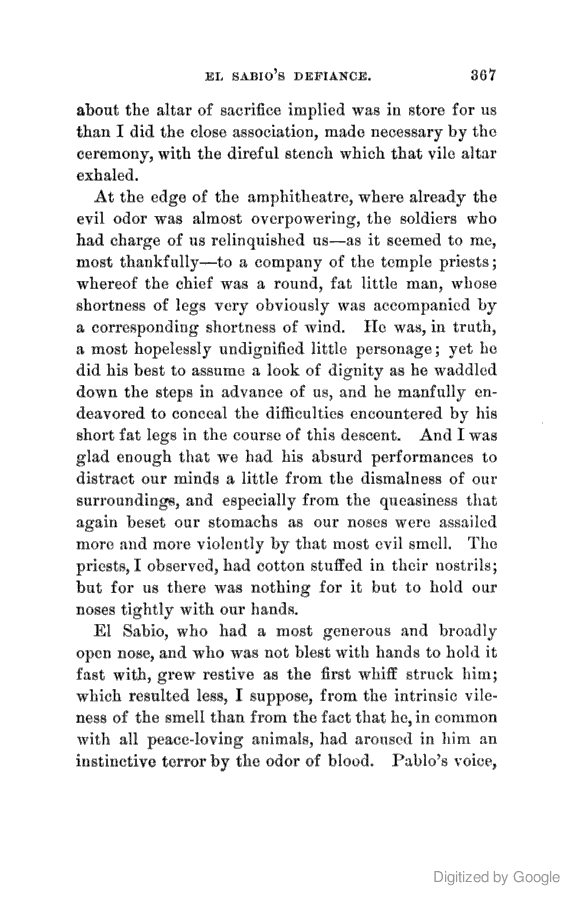 EL SABIO'S DEFIANCE. 367
about the altar of sacrifice implied was in store for us
than I did the close association, made necessary by the
ceremony, with the direful stench which that vile altar
exhaled.
At the edge of the amphitheatre, where already the
evil odor was almost overpowering, the soldiers who
had charge of us relinquished us—as it seemed to me,
most thankfully—to a company of the temple priests;
whereof the chief was a round, fat little man, whose
shortness of legs very obviously was accompanied by
a corresponding shortness of wind. He was, in truth,
a most hopelessly undignified little personage; yet he
did his best to assume a look of dignity as he waddled
down the steps in advance of us, and he manfully en-
deavored to conceal the difficulties encountered by his
short fat legs in the course of this descent. And I was
glad enough that we had his absurd performances to
distract our minds a little from the dismalness of our
surroundings, and especially from the queasiness that
again beset our stomachs as our noses were assailed
more and more violently by that most evil smell. The
priests, I observed, had cotton stuffed in their nostrils;
but for us there was nothing for it but to hold our
noses tightly with our hands.
El Sabio, who had a most generous and broadly
open nose, and who was not blest with hands to hold it
fast with, grew restive as the first whiff struck him;
which resulted less, I suppose, from the intrinsic vile-
ness of the smell than from the fact that he, in common
with all peace-loving animals, had aroused in him an
instinctive terror by the odor of blood. Pablo's voice,
Digitized by Google